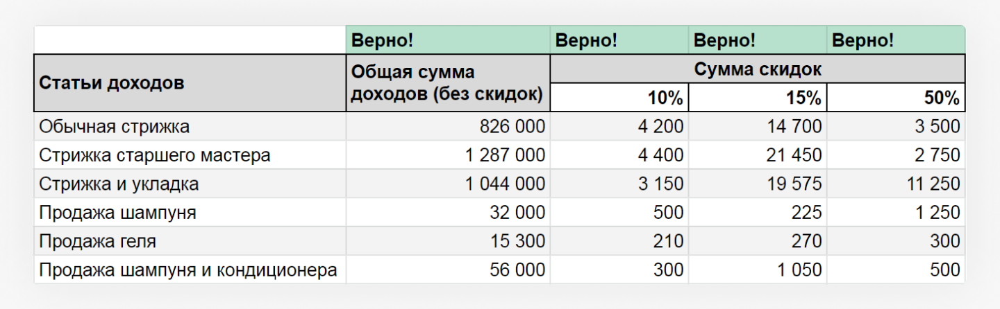 Верно! Верно! Верно! Верно!
Статьи доходов
Общая сумма
доходов (без скидок)
Сумма скидок
10% 15% 50%
Обычная стрижка 826 000 4 200 14 700 3 500
Стрижка старшего мастера 1 287 000 4 400 21 450 2 750
Стрижка и укладка 1 044 000 3 150 19 575 11 250
Продажа шампуня 32 000 500 225 1 250
Продажа геля 15 300 210 270 300
Продажа шампуня и кондиционера 56 000 300 1 050 500